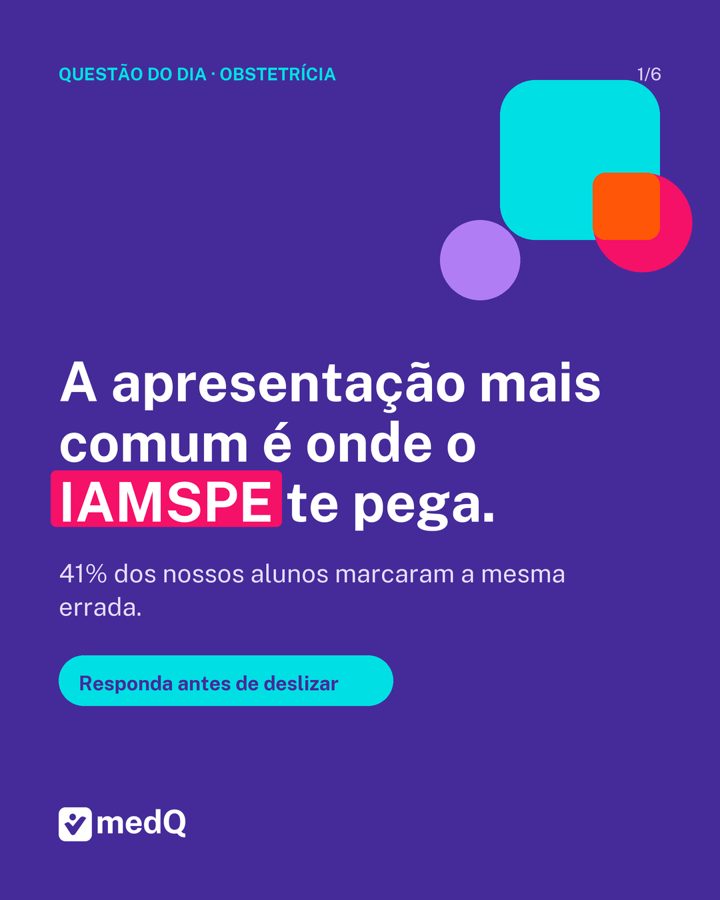 QUESTÃO DO DIA · OBSTETRÍCIA
1/6
A apresentação mais
comum é onde o
IAMSPE te pega.
41% dos nossos alunos marcaram a mesma
errada.
Responda antes de deslizar
medQ